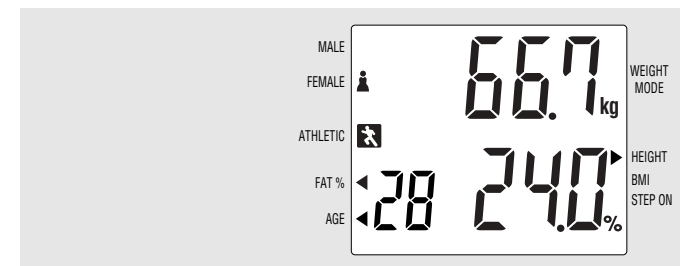 MALE
FEMALE
ATHLETIC
FAT %
AGE
66.7 kg
28
24.0 %
WEIGHT
MODE
HEIGHT
BMI
STEP ON